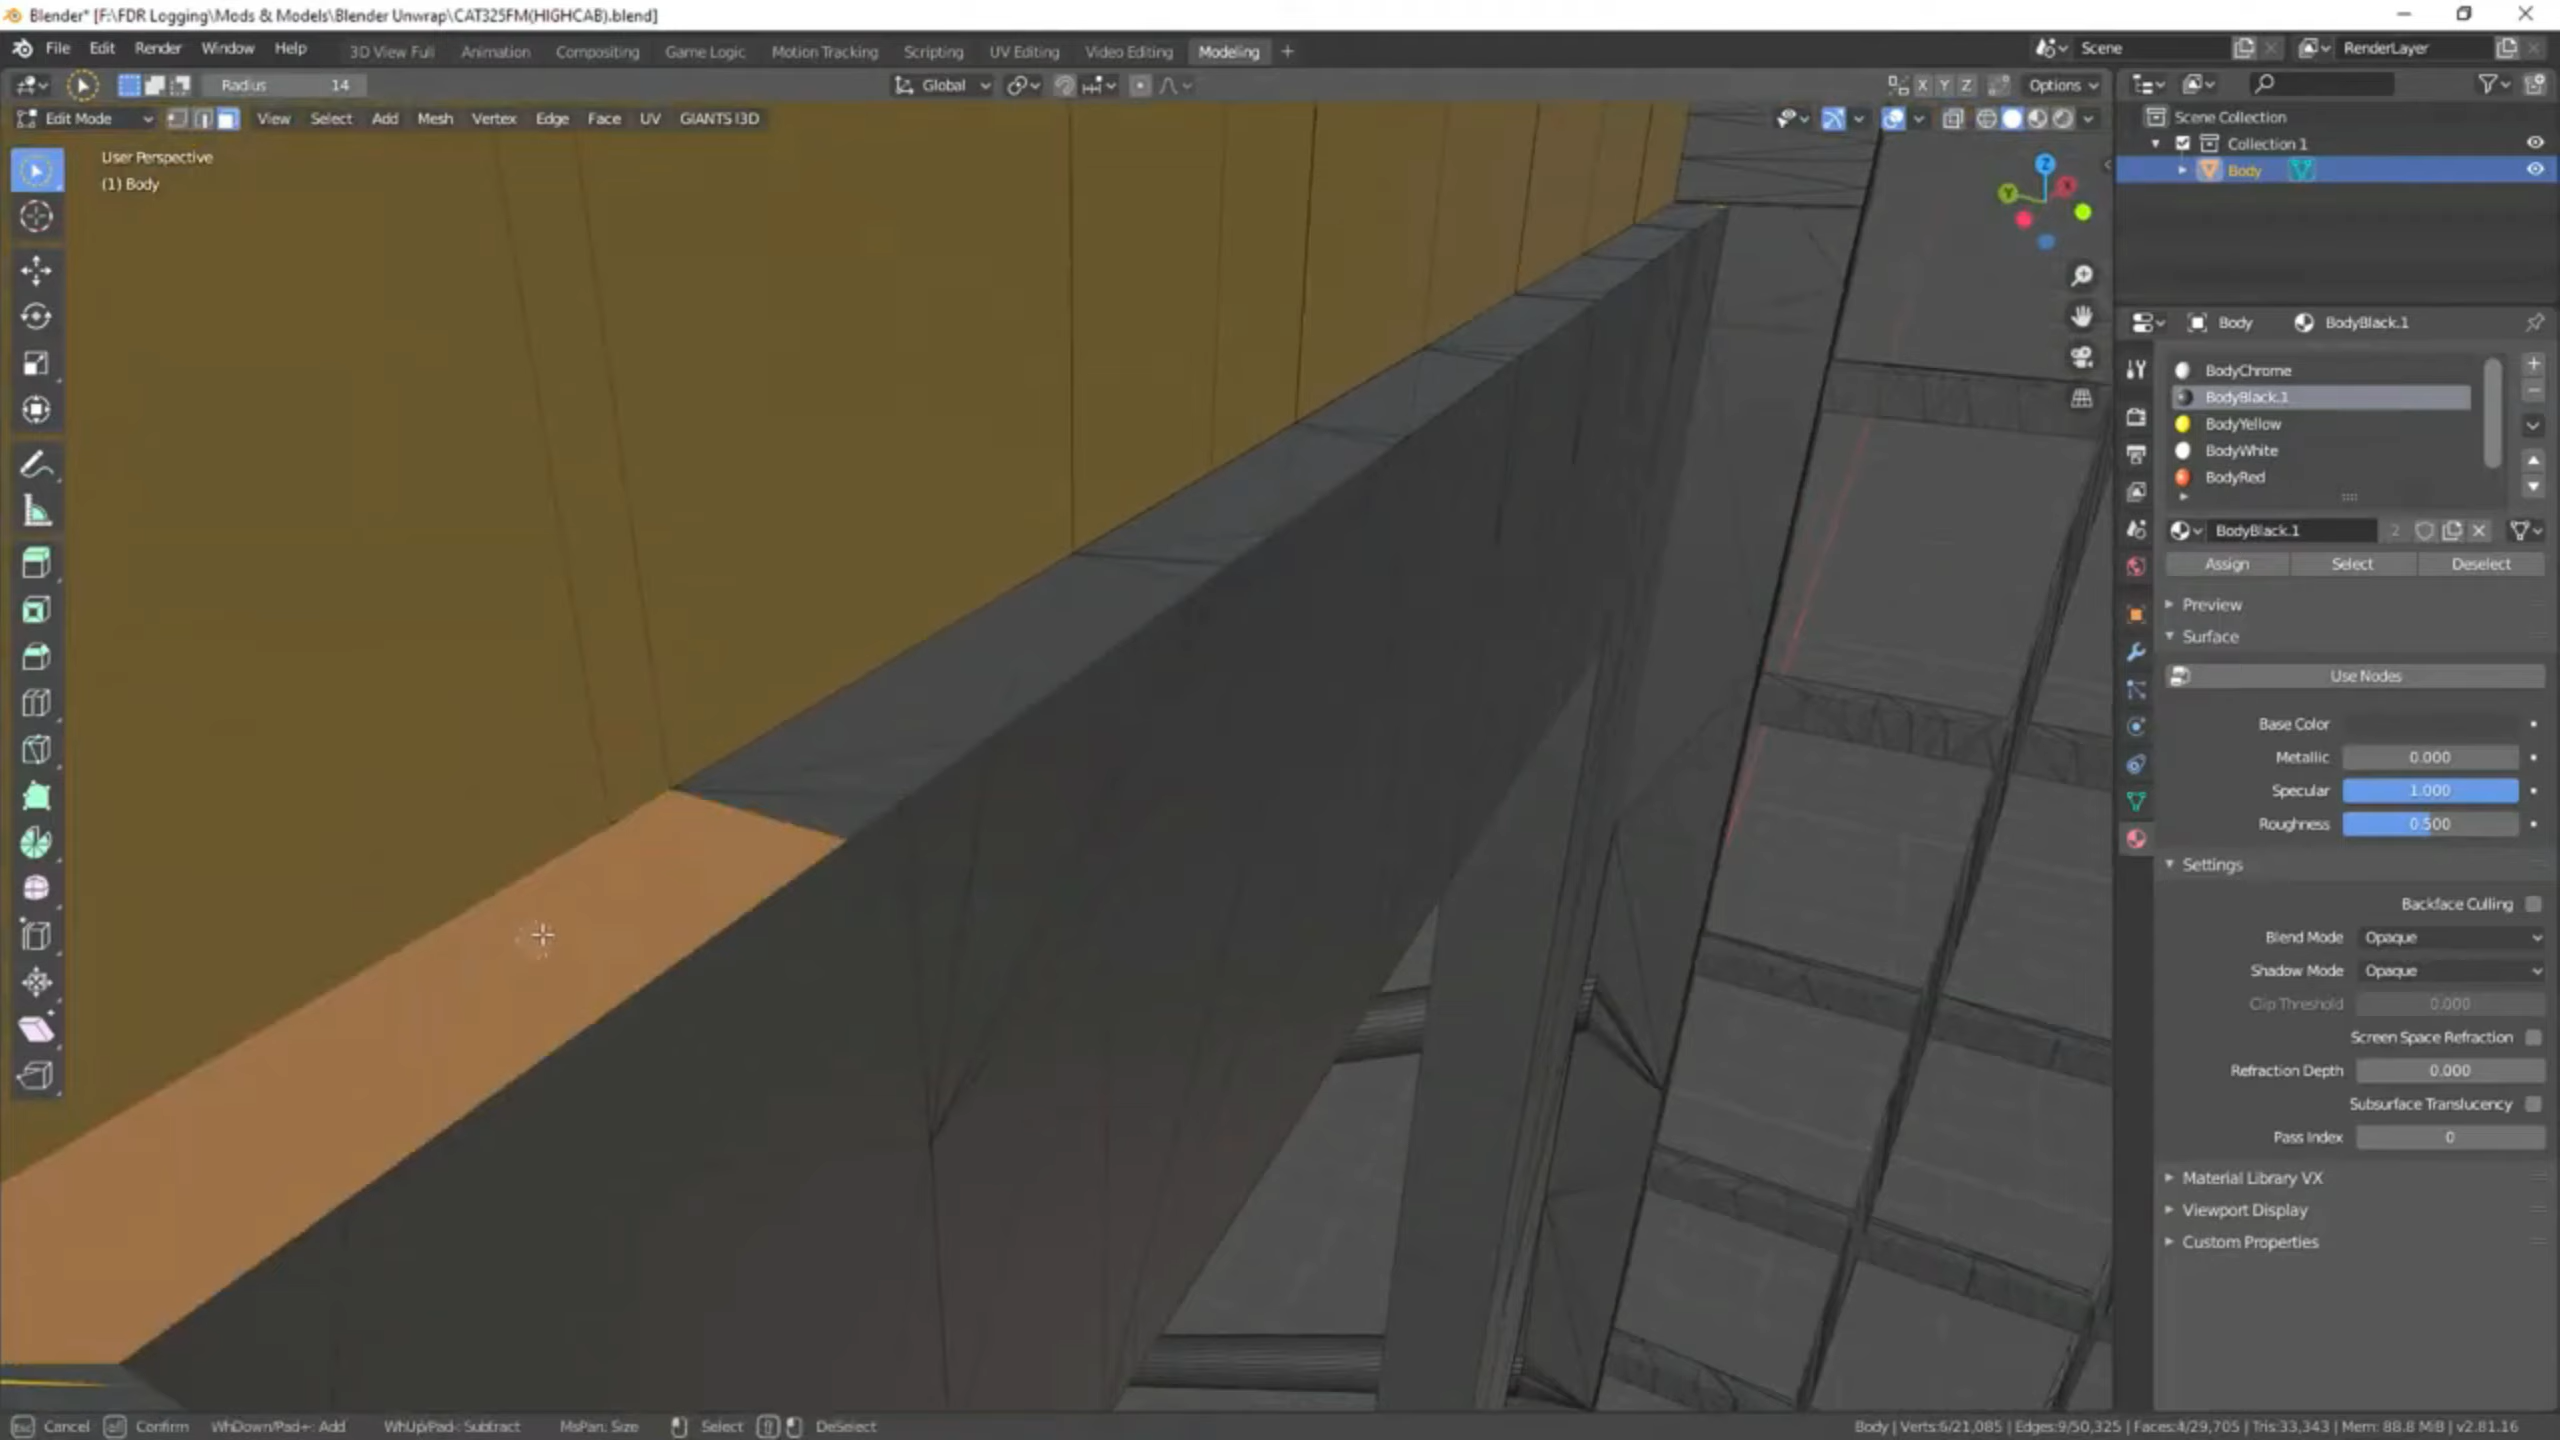 Blender* [F:\FDR Logging\Mods & Models\Blender Unwrap\CAT325FM(HIGHCAB).blend]
File Edit Render Window Help 3D View Full Animation Compositing Game Logic Motion Tracking Scripting UV Editing Video Editing Modeling + Scene RenderLayer
Radius 14 Global X Y Z Options
Edit Mode View Select Add Mesh Vertex Edge Face UV GIANTS I3D
User Perspective
(1) Body
Z
X
Y
Scene Collection
Collection 1
Body
Body BodyBlack.1
BodyChrome
BodyBlack.1
BodyYellow
BodyWhite
BodyRed
BodyBlack.1 2
Assign Select Deselect
Preview
Surface
Use Nodes
Base Color
Metallic 0.000
Specular 1.000
Roughness 0.500
Settings
Backface Culling
Blend Mode Opaque
Shadow Mode Opaque
Clip Threshold 0.000
Screen Space Refraction
Refraction Depth 0.000
Subsurface Translucency
Pass Index 0
Material Library VX
Viewport Display
Custom Properties
Cancel Confirm WhDown/Pad+: Add WhUp/Pad-: Subtract MsPan: Size Select DeSelect Body | Verts:6/21,085 | Edges:9/50,325 | Faces:4/29,705 | Tris:33,343 | Mem: 88.8 MiB | v2.81.16